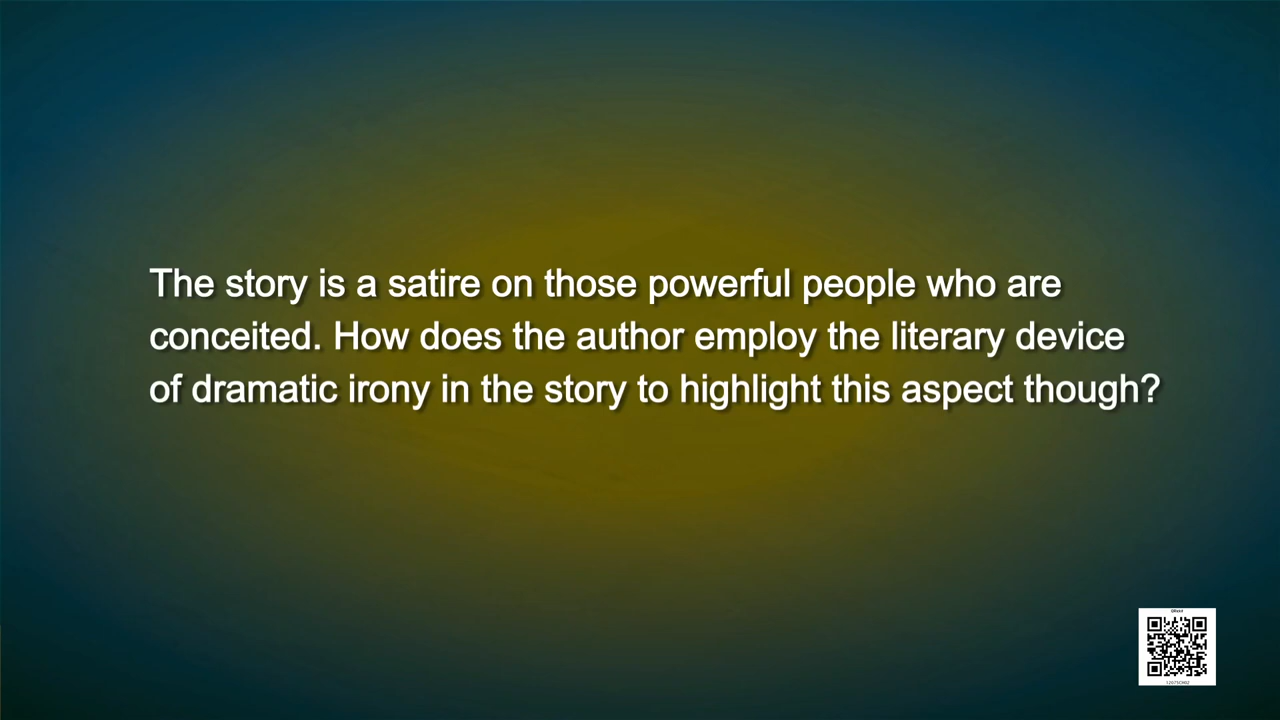 The story is a satire on those powerful people who are
conceited. How does the author employ the literary device
of dramatic irony in the story to highlight this aspect though?